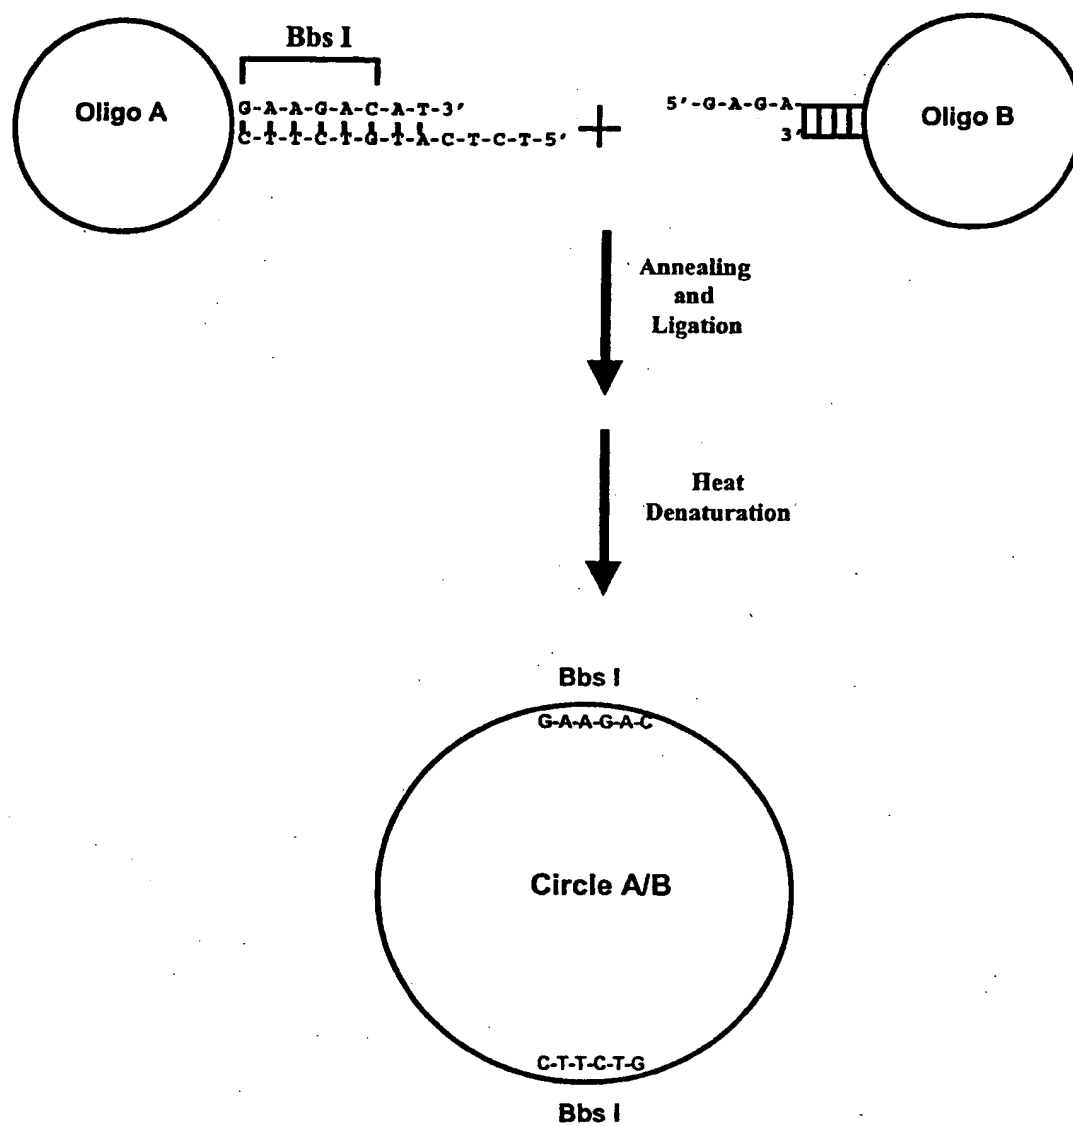 Bbs I
Oligo A
G-A-A-G-A-C-A-T-3'
C-T-T-C-T-G-T-A-C-T-C-T-5'
+
5'-G-A-G-A-
3'
Oligo B
Annealing
and
Ligation
Heat
Denaturation
Bbs I
G-A-A-G-A-C
Circle A/B
C-T-T-C-T-G
Bbs I